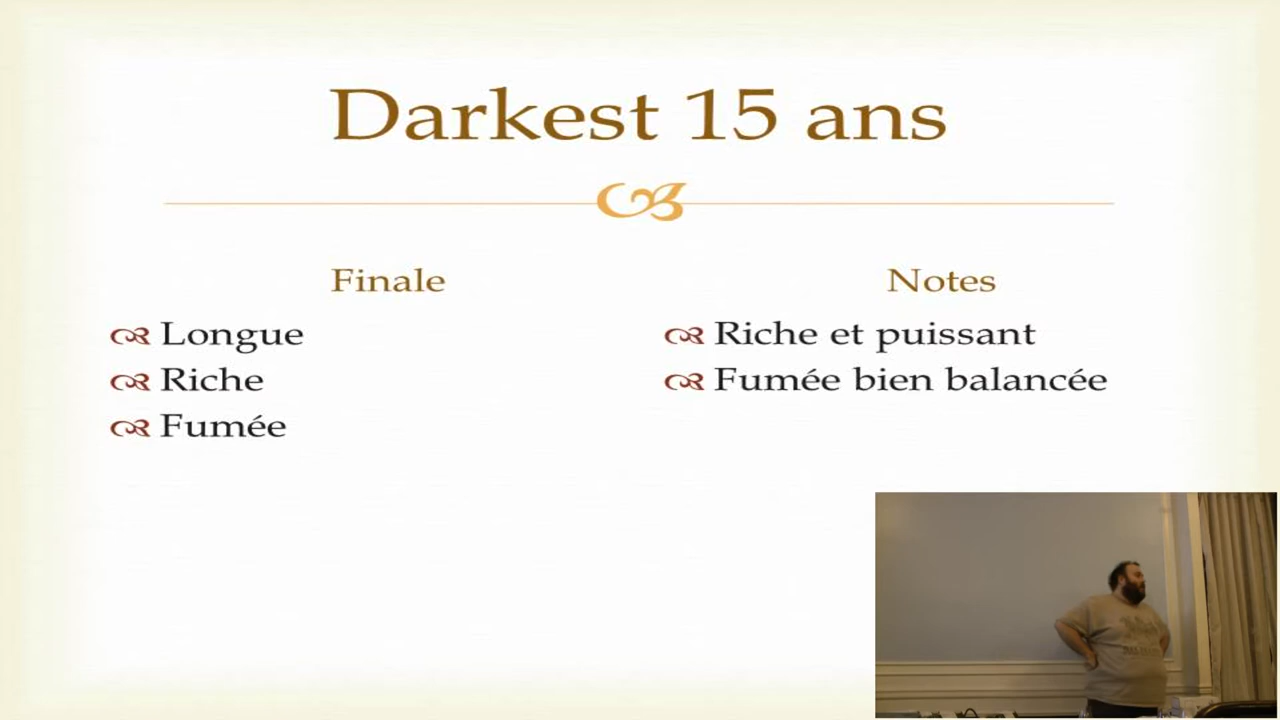 Darkest 15 ans
Finale
Longue
Riche
Fumée
Notes
Riche et puissant
Fumée bien balancée